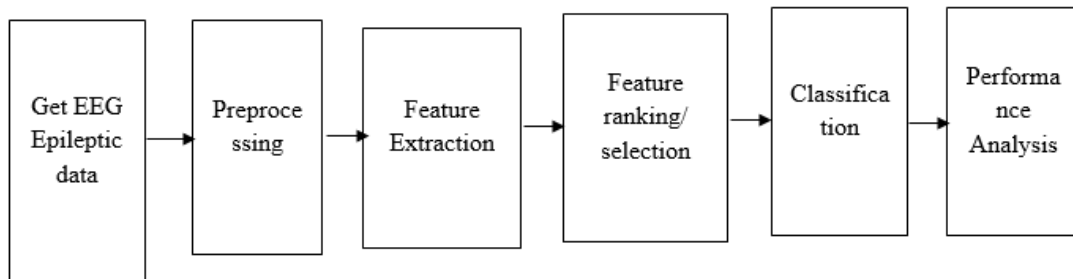 Get EEG
Epileptic
data
Preproce
ssing
Feature
Extraction
Feature
ranking/
selection
Classifica
tion
Performa
nce
Analysis